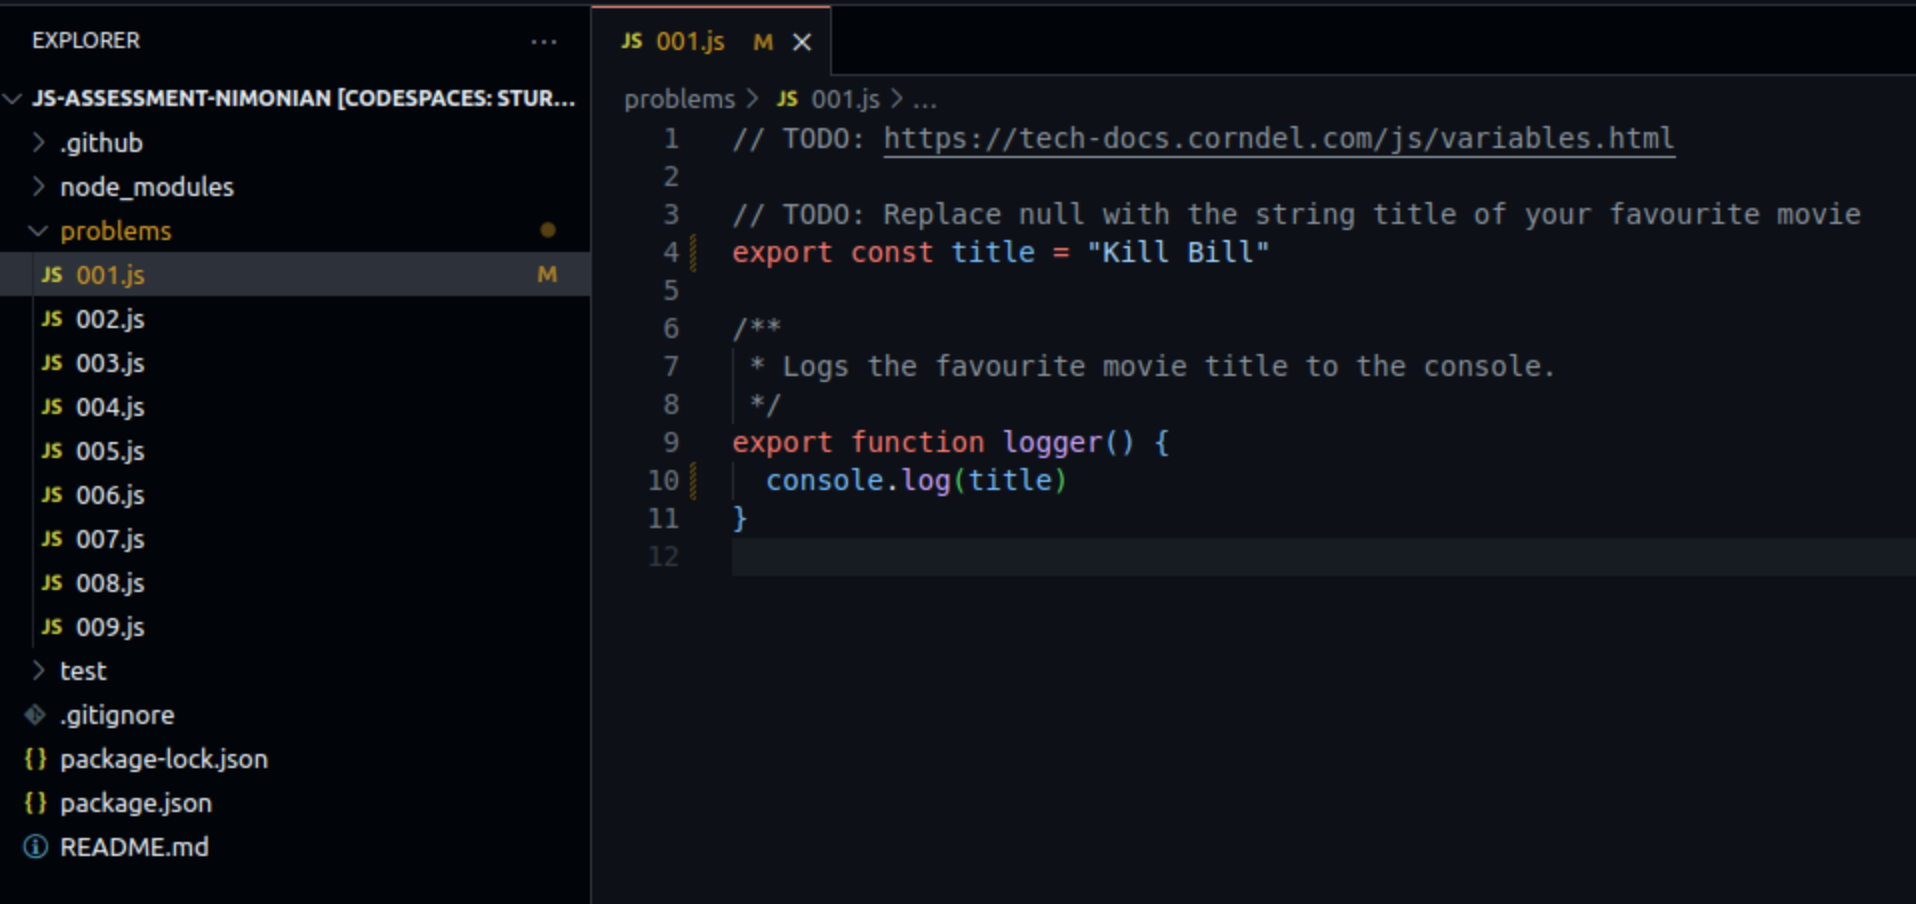 EXPLORER
JS-ASSESSMENT-NIMONIAN [CODESPACES: STUR...
.github
node_modules
problems
JS 001.js M
JS 002.js
JS 003.js
JS 004.js
JS 005.js
JS 006.js
JS 007.js
JS 008.js
JS 009.js
test
.gitignore
{} package-lock.json
{} package.json
README.md
JS 001.js M
problems > JS 001.js > ...
1 // TODO: https://tech-docs.corndel.com/js/variables.html
2
3 // TODO: Replace null with the string title of your favourite movie
4 export const title = "Kill Bill"
5
6 /**
7 * Logs the favourite movie title to the console.
8 */
9 export function logger() {
10 console.log(title)
11 }
12